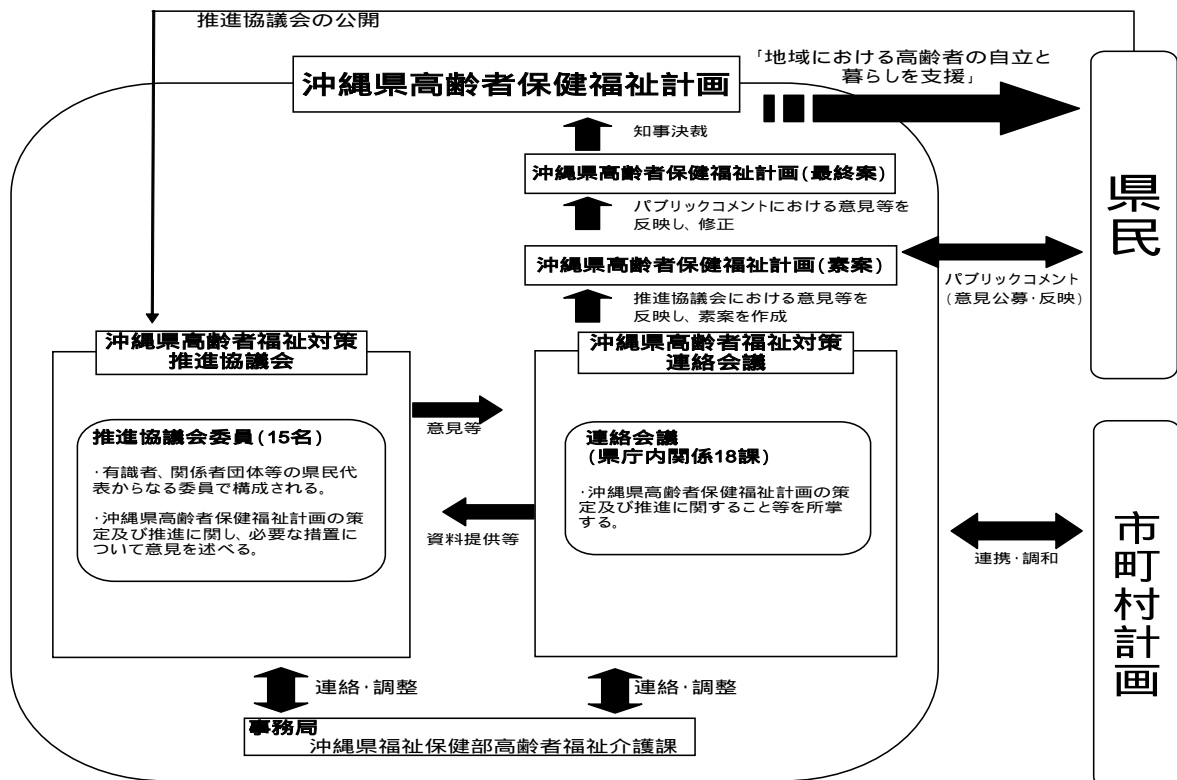 推進協議会の公開
「地域における高齢者の自立と
暮らしを支援」
沖縄県高齢者保健福祉計画
知事決裁
沖縄県高齢者保健福祉計画(最終案)
パブリックコメントにおける意見等を
反映し、修正
沖縄県高齢者保健福祉計画(素案)
パブリックコメント
(意見公募・反映)
県民
推進協議会における意見等を
反映し、素案を作成
沖縄県高齢者福祉対策
推進協議会
沖縄県高齢者福祉対策
連絡会議
推進協議会委員(15名)
・有識者、関係者団体等の県民代
表からなる委員で構成される。
・沖縄県高齢者保健福祉計画の策
定及び推進に関し、必要な措置に
ついて意見を述べる。
意見等
資料提供等
連絡会議
(県庁内関係18課)
・沖縄県高齢者保健福祉計画の策
定及び推進に関すること等を所掌
する。
連携・調和
市町村計画
連絡・調整
連絡・調整
事務局
沖縄県福祉保健部高齢者福祉介護課